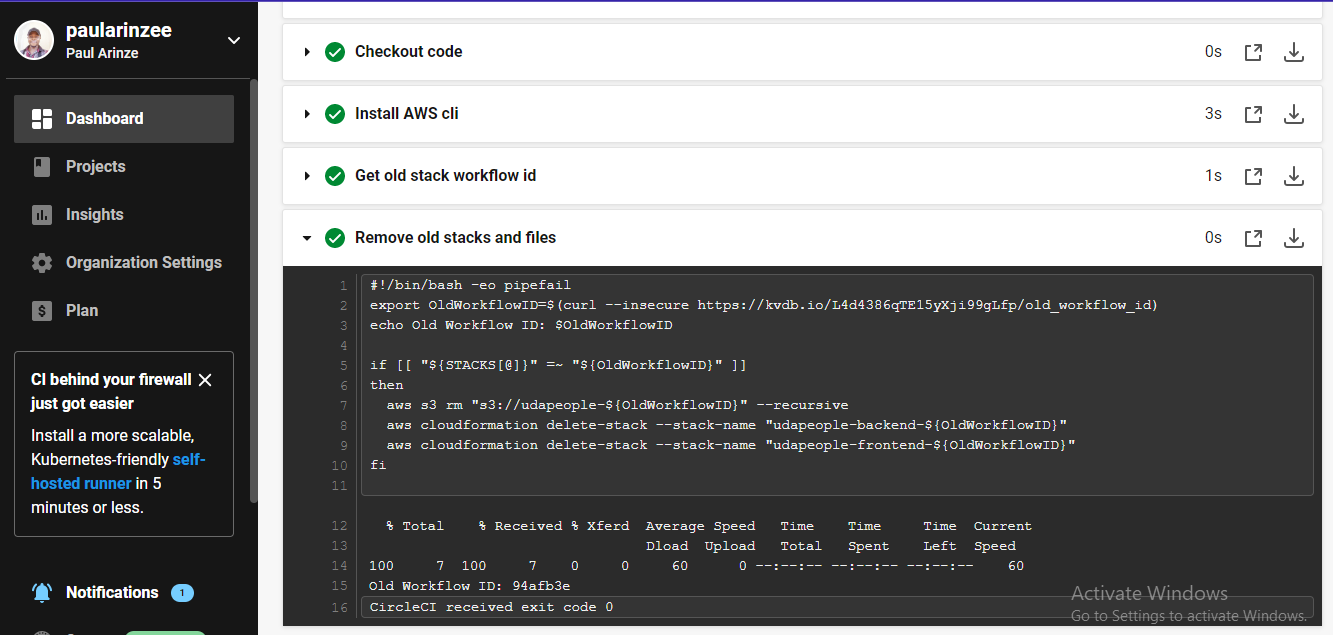 paularinzee
Paul Arinze
Dashboard
Projects
Insights
Organization Settings
Plan
CI behind your firewall
just got easier
Install a more scalable,
Kubernetes-friendly self-
hosted runner in 5
minutes or less.
Notifications 1
Checkout code 0s
Install AWS cli 3s
Get old stack workflow id 1s
Remove old stacks and files 0s
1 #!/bin/bash -eo pipefail
2 export OldWorkflowID=$(curl --insecure https://kvdb.io/L4d4386qTE15yXji99gLfp/old_workflow_id)
3 echo Old Workflow ID: $OldWorkflowID
4
5 if [[ "${STACKS[@]}" =~ "${OldWorkflowID}" ]]
6 then
7   aws s3 rm "s3://udapeople-${OldWorkflowID}" --recursive
8   aws cloudformation delete-stack --stack-name "udapeople-backend-${OldWorkflowID}"
9   aws cloudformation delete-stack --stack-name "udapeople-frontend-${OldWorkflowID}"
10 fi
11
12   % Total    % Received % Xferd  Average Speed   Time    Time     Time  Current
13                                  Dload  Upload   Total   Spent    Left  Speed
14 100     7  100     7    0     0     60      0 --:--:-- --:--:-- --:--:--    60
15 Old Workflow ID: 94afb3e
16 CircleCI received exit code 0
Activate Windows
Go to Settings to activate Windows.